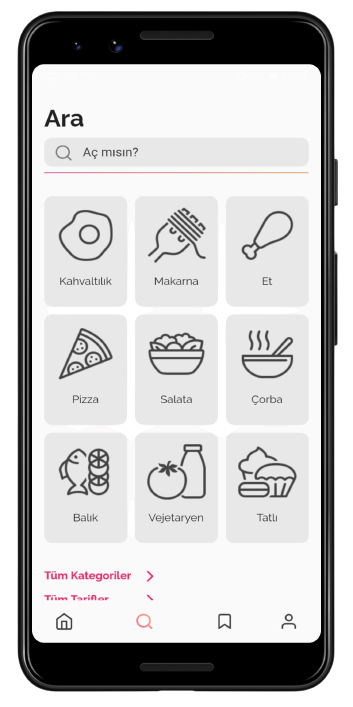 Ara
Aç mısın?
Kahvaltılık
Makarna
Et
Pizza
Salata
Çorba
Balık
Vejetaryen
Tatlı
Tüm Kategoriler
Tüm Tarifler